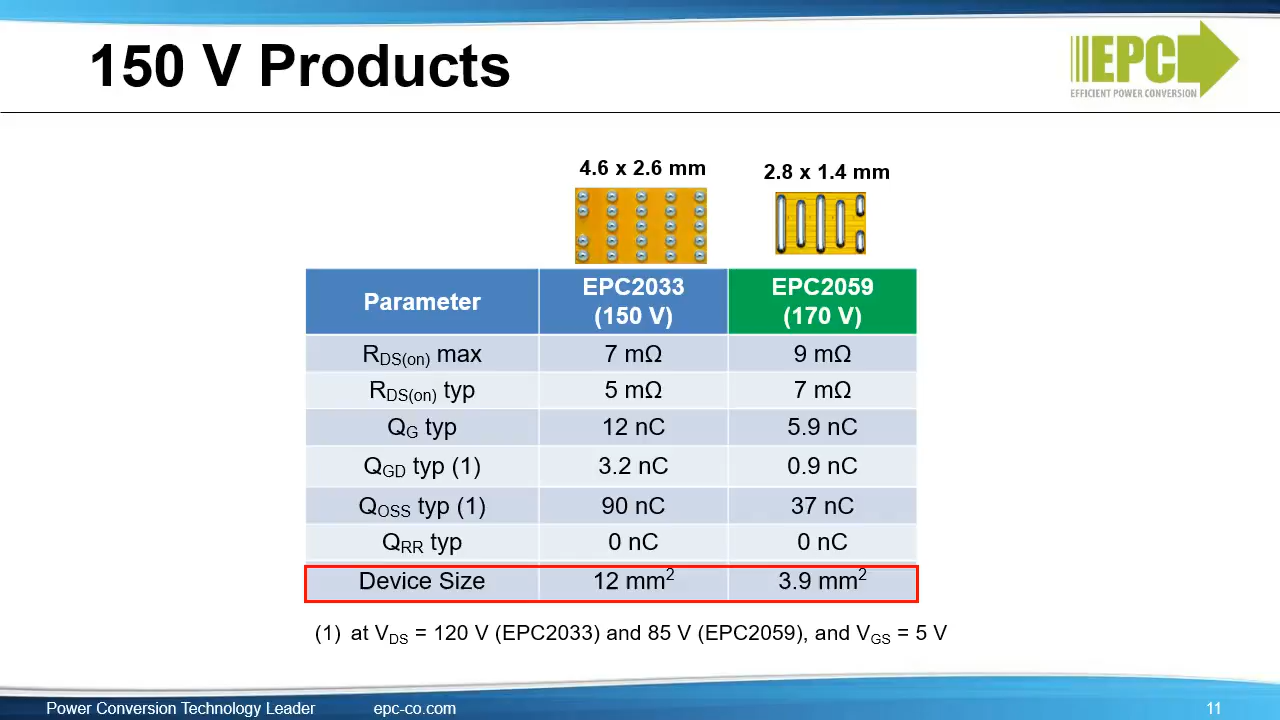 150 V Products
EPC
EFFICIENT POWER CONVERSION
4.6 x 2.6 mm
2.8 x 1.4 mm
Parameter
EPC2033
(150 V)
EPC2059
(170 V)
RDS(on) max 7 mΩ 9 mΩ
RDS(on) typ 5 mΩ 7 mΩ
QG typ 12 nC 5.9 nC
QGD typ (1) 3.2 nC 0.9 nC
QOSS typ (1) 90 nC 37 nC
QRR typ 0 nC 0 nC
Device Size 12 mm² 3.9 mm²
(1) at VDS = 120 V (EPC2033) and 85 V (EPC2059), and VGS = 5 V
Power Conversion Technology Leader epc-co.com 11